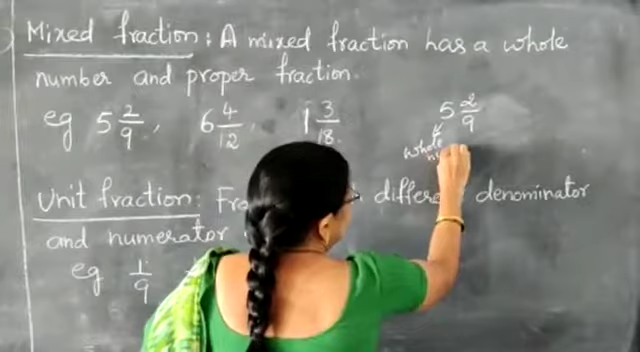 Mixed fraction : A mixed fraction has a whole
number and proper fraction.
eg 5 2/9, 6 4/12, 1 3/18.
5 2/9
whole
Unit fraction : differe denominator
and numerator
eg 1/9